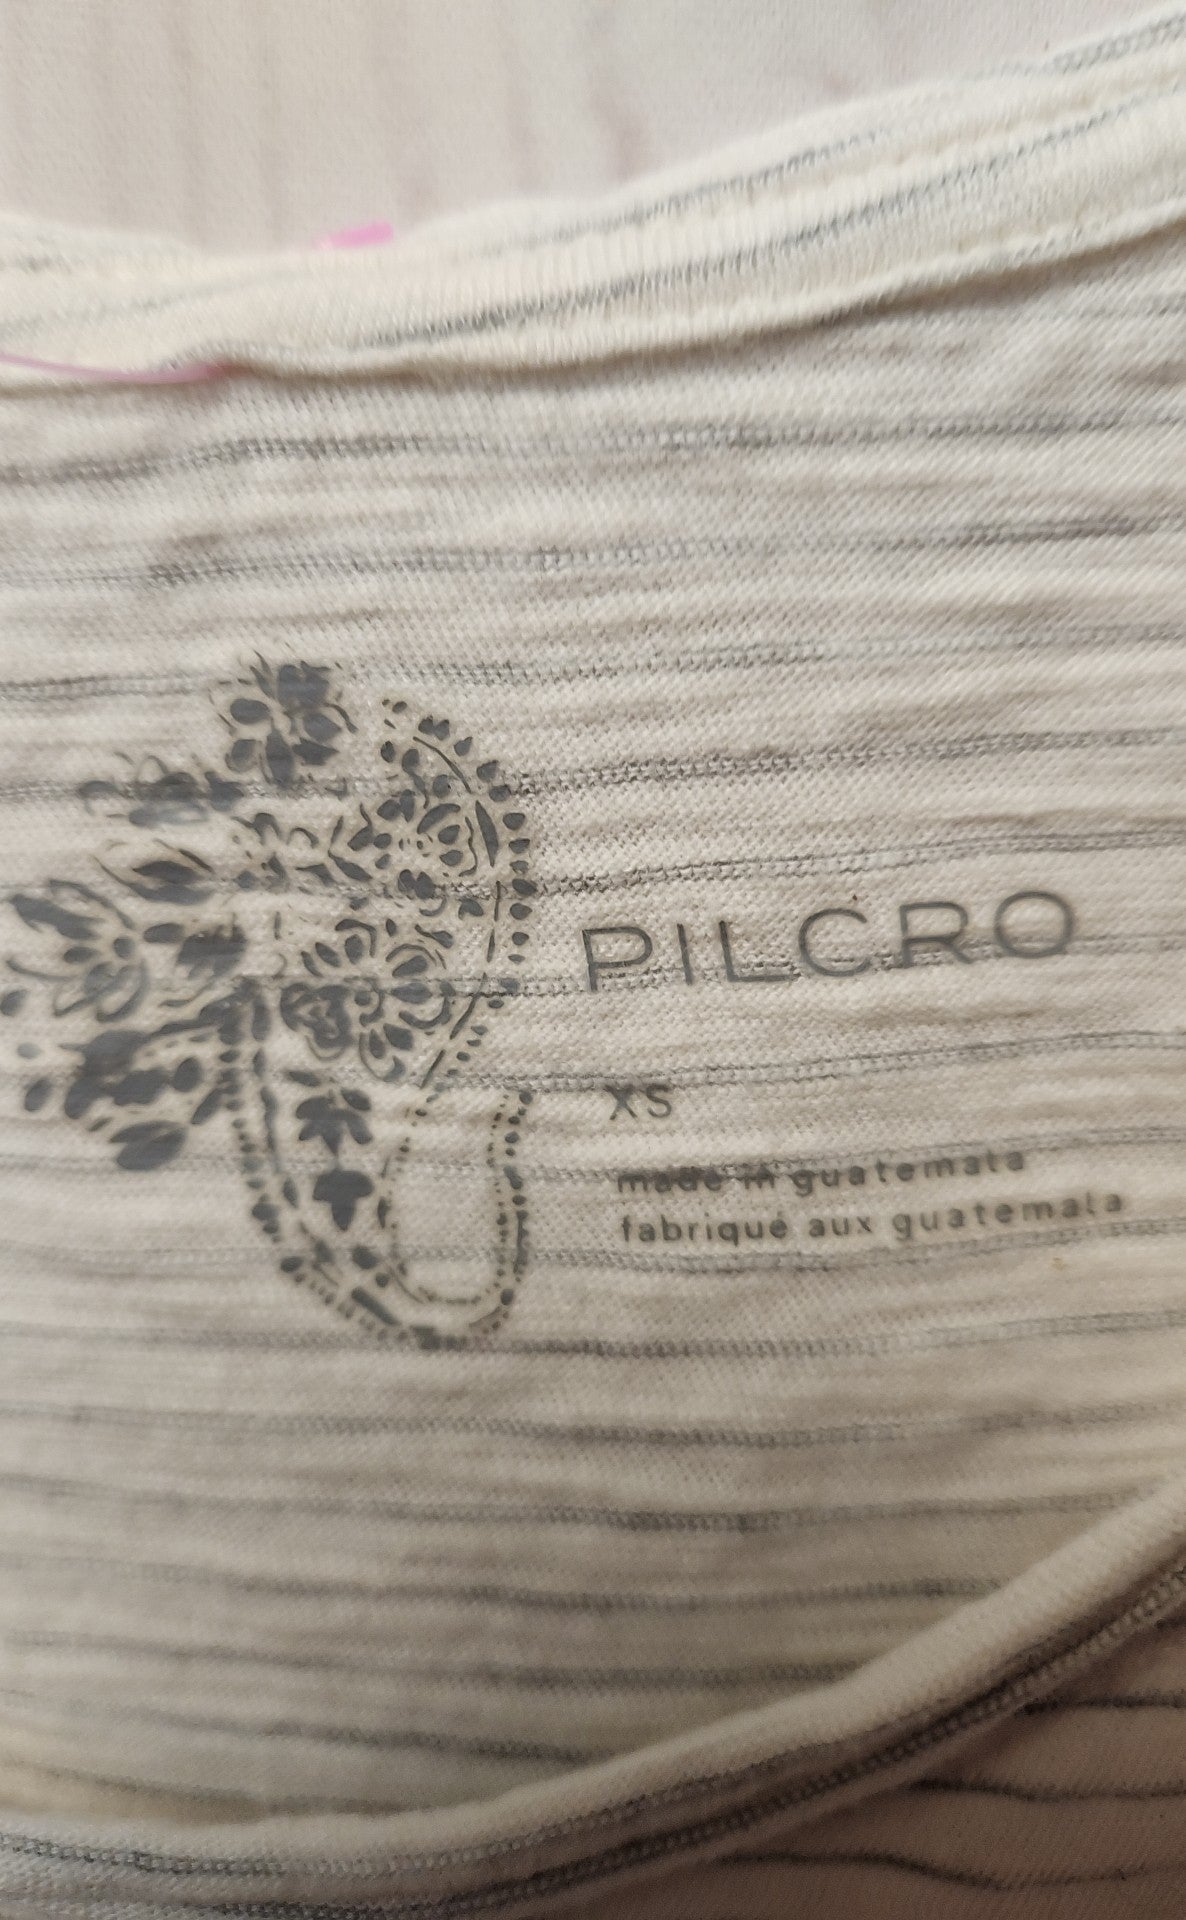 PILCRO
XS
made in guatemala
fabriqué aux guatemala